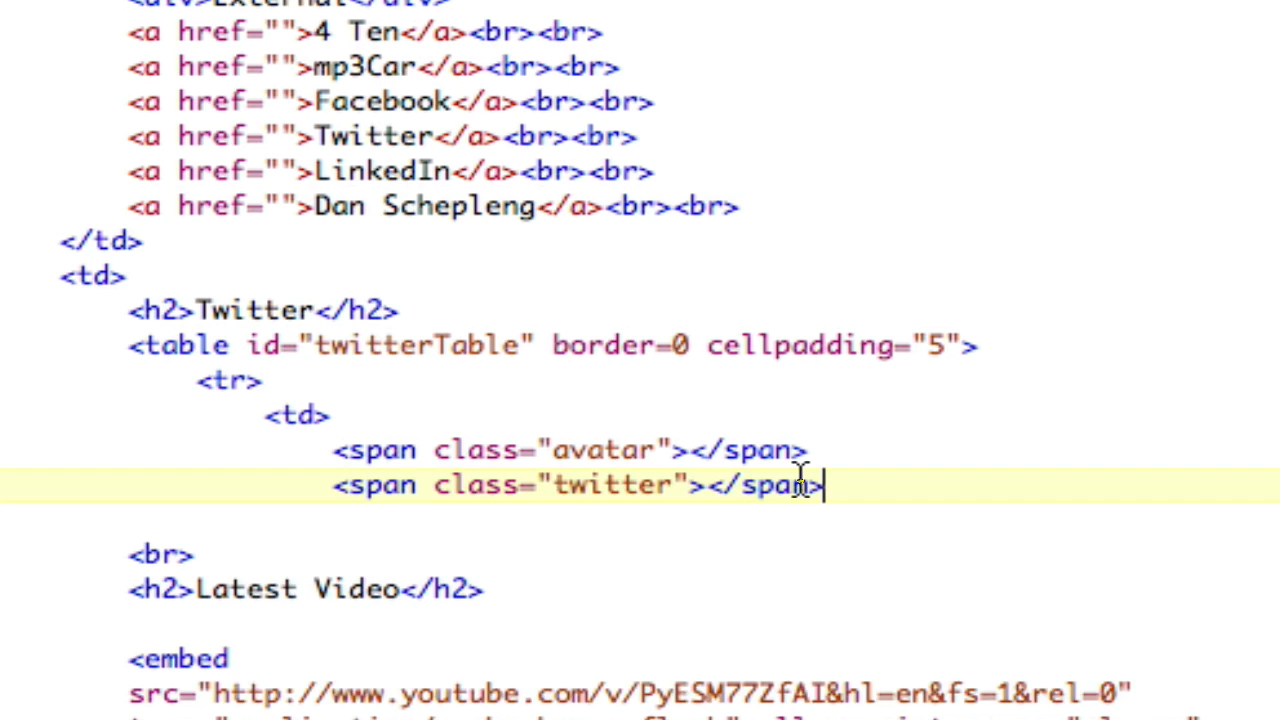 <div>External</div>
<a href="">4 Ten</a><br><br>
<a href="">mp3Car</a><br><br>
<a href="">Facebook</a><br><br>
<a href="">Twitter</a><br><br>
<a href="">LinkedIn</a><br><br>
<a href="">Dan Schepleng</a><br><br>
</td>
<td>
<h2>Twitter</h2>
<table id="twitterTable" border=0 cellpadding="5">
<tr>
<td>
<span class="avatar"></span>
<span class="twitter"></span>
<br>
<h2>Latest Video</h2>
<embed
src="http://www.youtube.com/v/PyESM77ZfAI&hl=en&fs=1&rel=0"